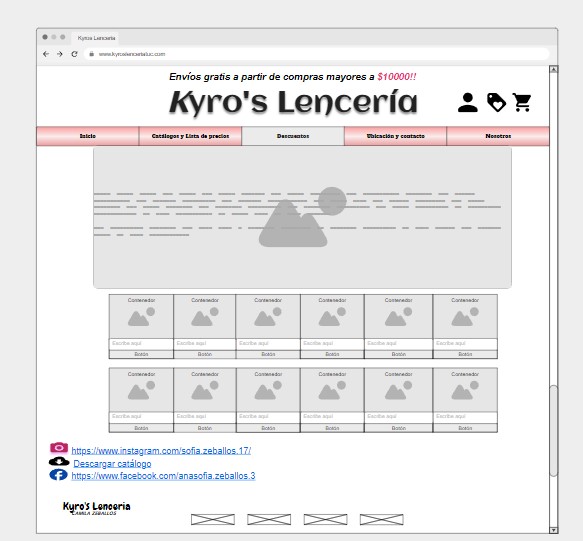 Kyros Lenceria
www.kyroslencerialuc.com
Envíos gratis a partir de compras mayores a $10000!!
Kyro's Lencería
Inicio Catálogos y Lista de precios Descuentos Ubicación y contacto Nosotros
Contenedor Contenedor Contenedor Contenedor Contenedor Contenedor
Escribe aquí Escribe aquí Escribe aquí Escribe aquí Escribe aquí Escribe aquí
Botón Botón Botón Botón Botón Botón
Contenedor Contenedor Contenedor Contenedor Contenedor Contenedor
Escribe aquí Escribe aquí Escribe aquí Escribe aquí Escribe aquí Escribe aquí
Botón Botón Botón Botón Botón Botón
https://www.instagram.com/sofia.zeballos.17/
Descargar catálogo
https://www.facebook.com/anasofia.zeballos.3
Kyro's Lenceria
CAMILA ZEBALLOS